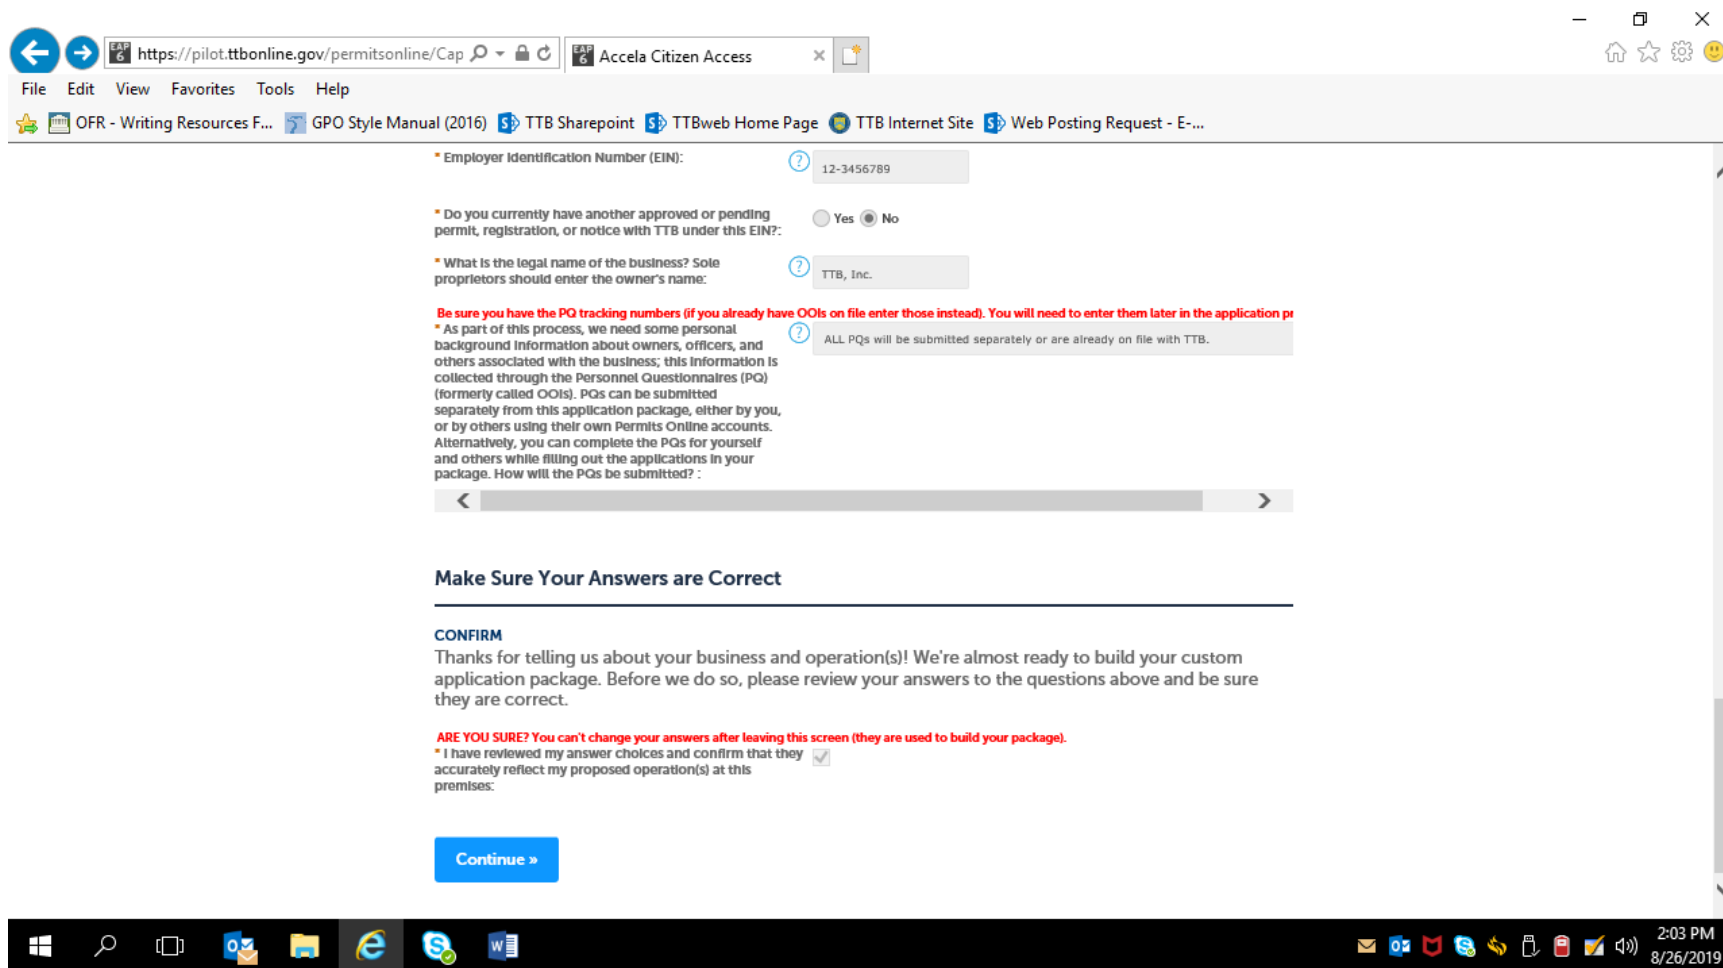 EAP 6 https://pilot.ttbonline.gov/permitsonline/Cap
EAP 6 Accela Citizen Access
File Edit View Favorites Tools Help
OFR - Writing Resources F... GPO Style Manual (2016) TTB Sharepoint TTBweb Home Page TTB Internet Site Web Posting Request - E-...
* Employer Identification Number (EIN): ? 12-3456789
* Do you currently have another approved or pending
permit, registration, or notice with TTB under this EIN?: Yes No
* What is the legal name of the business? Sole
proprietors should enter the owner's name: ? TTB, Inc.
Be sure you have the PQ tracking numbers (if you already have OOIs on file enter those instead). You will need to enter them later in the application pr
* As part of this process, we need some personal
background information about owners, officers, and
others associated with the business; this information is
collected through the Personnel Questionnaires (PQ)
(formerly called OOIs). PQs can be submitted
separately from this application package, either by you,
or by others using their own Permits Online accounts.
Alternatively, you can complete the PQs for yourself
and others while filling out the applications in your
package. How will the PQs be submitted? :
? ALL PQs will be submitted separately or are already on file with TTB.
Make Sure Your Answers are Correct
CONFIRM
Thanks for telling us about your business and operation(s)! We're almost ready to build your custom
application package. Before we do so, please review your answers to the questions above and be sure
they are correct.
ARE YOU SURE? You can't change your answers after leaving this screen (they are used to build your package).
* I have reviewed my answer choices and confirm that they
accurately reflect my proposed operation(s) at this
premises:
Continue »
2:03 PM
8/26/2019